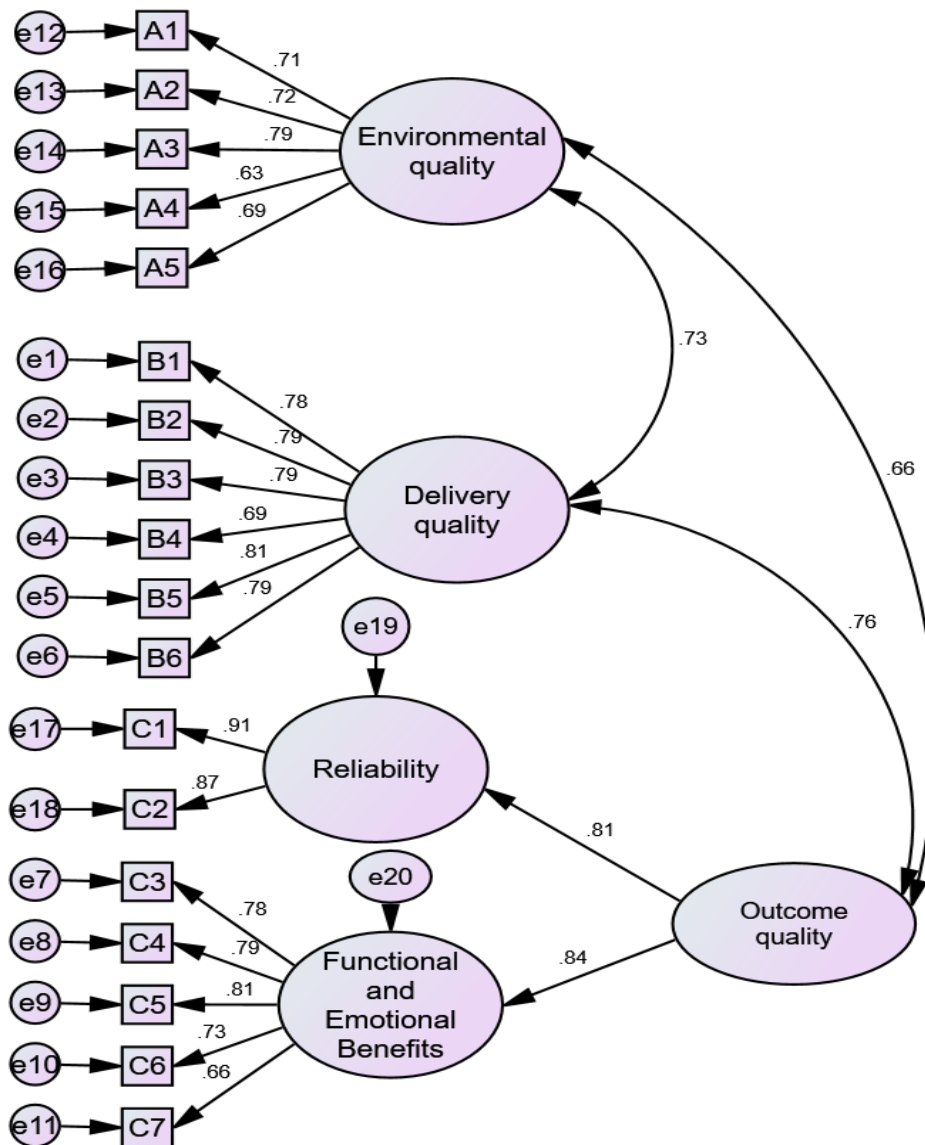 e12
A1
.71
e13
A2
.72
e14
A3
.79
Environmental
quality
e15
A4
.63
e16
A5
.69
.73
.66
e1
B1
.78
e2
B2
.79
e3
B3
.79
Delivery
quality
e4
B4
.69
e5
B5
.81
e6
B6
.79
.76
e19
e17
C1
.91
Reliability
e18
C2
.87
.81
e20
e7
C3
.78
e8
C4
.79
e9
C5
.81
Functional
and
Emotional
Benefits
.84
Outcome
quality
e10
C6
.73
e11
C7
.66